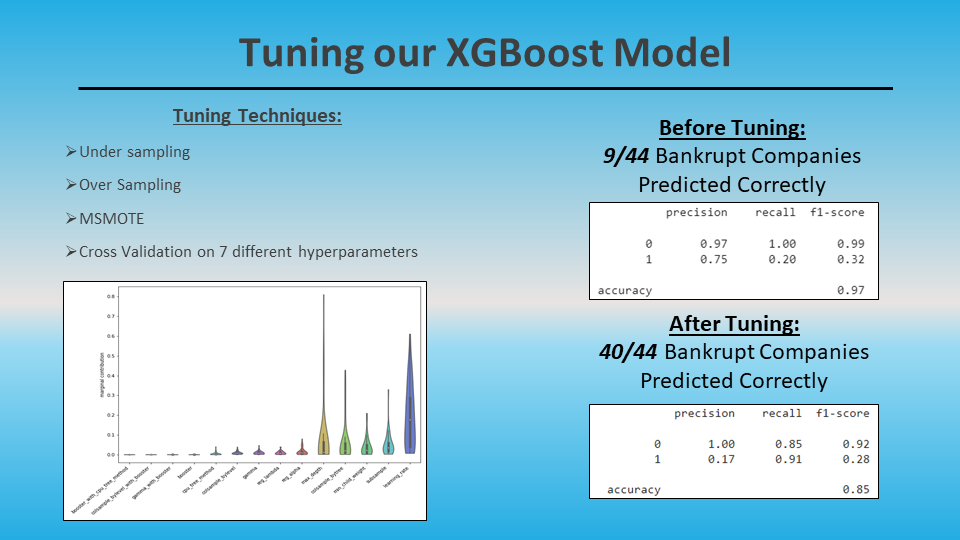 Tuning our XGBoost Model
Tuning Techniques:
Under sampling
Over Sampling
MSMOTE
Cross Validation on 7 different hyperparameters
marginal contribution
0.8
0.7
0.6
0.5
0.4
0.3
0.2
0.1
0.0
booster_with_cpu_tree_method
colsample_bylevel_with_booster
gamma_with_booster
booster
cpu_tree_method
colsample_bylevel
gamma
reg_lambda
reg_alpha
max_depth
colsample_bytree
min_child_weight
subsample
learning_rate
Before Tuning:
9/44 Bankrupt Companies
Predicted Correctly
precision recall f1-score
0 0.97 1.00 0.99
1 0.75 0.20 0.32
accuracy 0.97
After Tuning:
40/44 Bankrupt Companies
Predicted Correctly
precision recall f1-score
0 1.00 0.85 0.92
1 0.17 0.91 0.28
accuracy 0.85